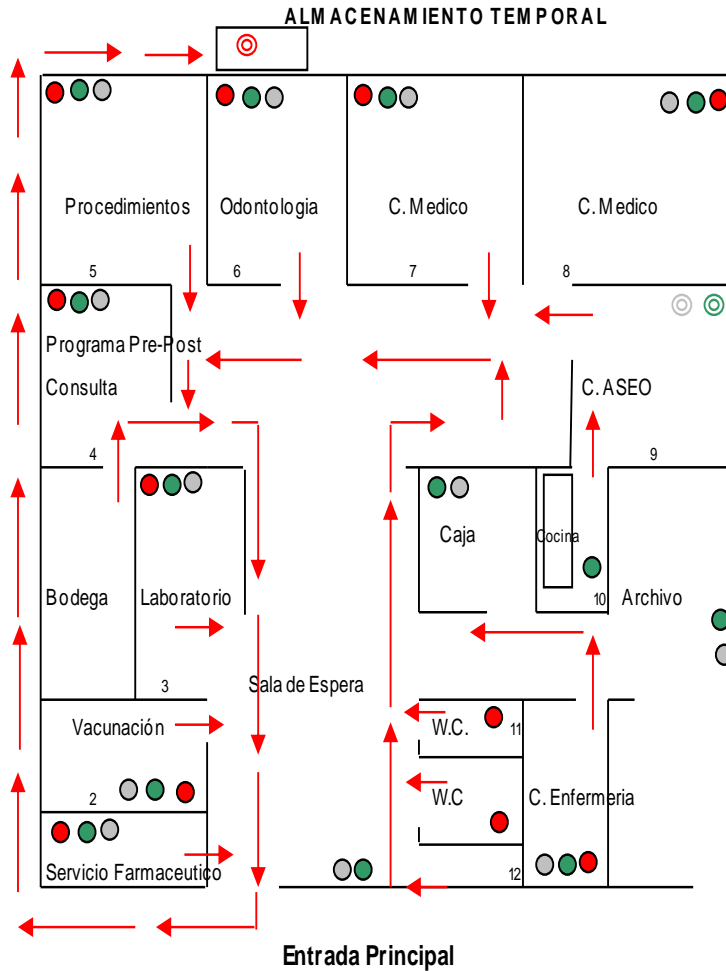 ALMACENAMIENTO TEMPORAL
Procedimientos
Odontologia
C. Medico
C. Medico
5
6
7
8
Programa Pre-Post
Consulta
C. ASEO
4
9
Caja
Cocina
Bodega
Laboratorio
10
Archivo
3
Sala de Espera
Vacunación
W.C.
11
2
W.C
C. Enfermeria
Servicio Farmaceutico
12
Entrada Principal